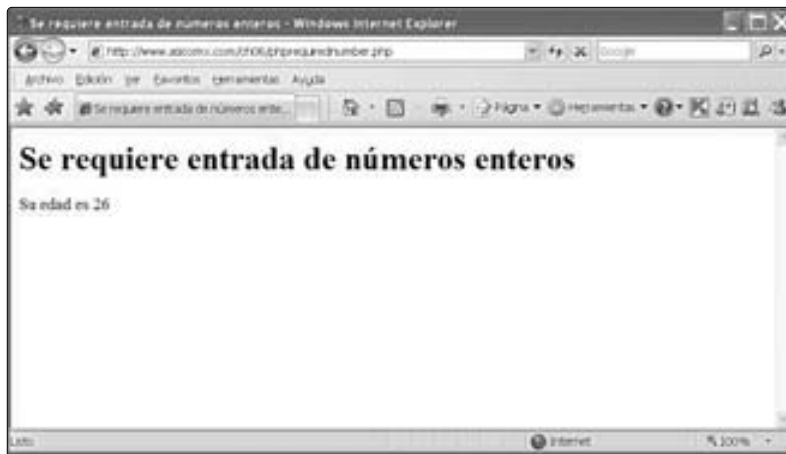 Se requiere entrada de números enteros - Windows Internet Explorer
Google
Archivo Edición Ver Favoritos Herramientas Ayuda
Se requiere entrada de números ente...
Página Herramientas
Se requiere entrada de números enteros
Su edad es 26
Listo
Internet
100%